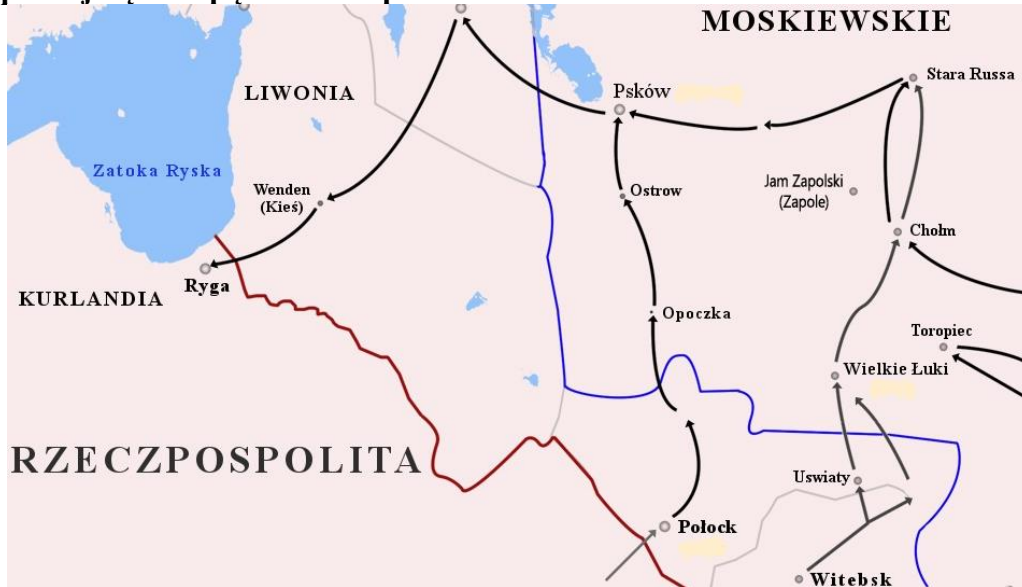 MOSKIEWSKIE
Stara Russa
LIWONIA
Psków
Zatoka Ryska
Wenden
(Kieś)
Ostrow
Jam Zapolski
(Zapole)
Chołm
Ryga
KURLANDIA
Opoczka
Toropiec
Wielkie Łuki
RZECZPOSPOLITA
Uswiaty
Połock
Witebsk